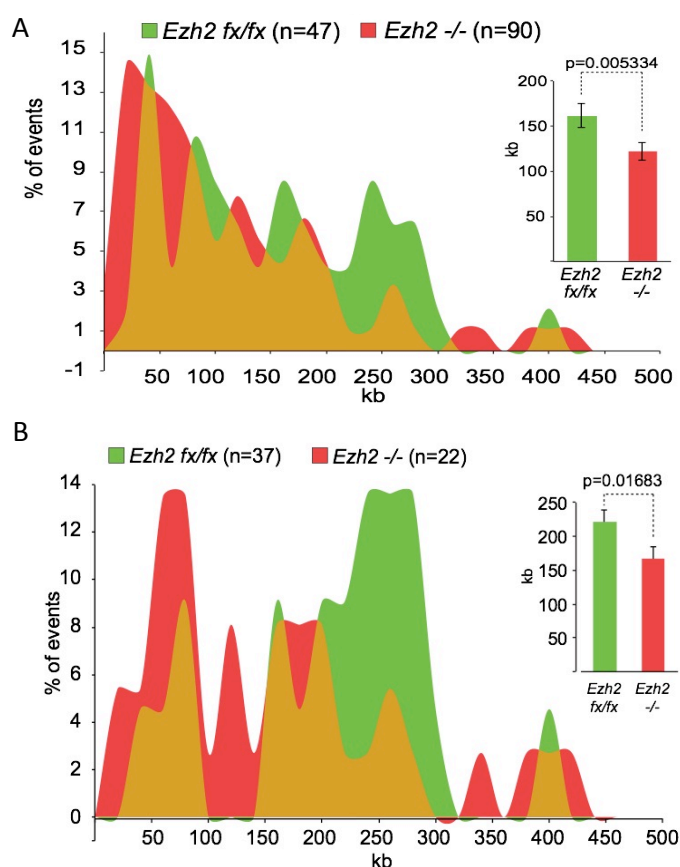 A
Ezh2 fx/fx (n=47) Ezh2 -/- (n=90)
% of events
15
13
11
9
7
5
3
1
-1
50 100 150 200 250 300 350 400 450 500
kb
p=0.005334
kb
200
150
100
50
Ezh2 Ezh2
fx/fx -/-
B
Ezh2 fx/fx (n=37) Ezh2 -/- (n=22)
% of events
14
12
10
8
6
4
2
0
50 100 150 200 250 300 350 400 450 500
kb
p=0.01683
kb
250
200
150
100
50
Ezh2 Ezh2
fx/fx -/-